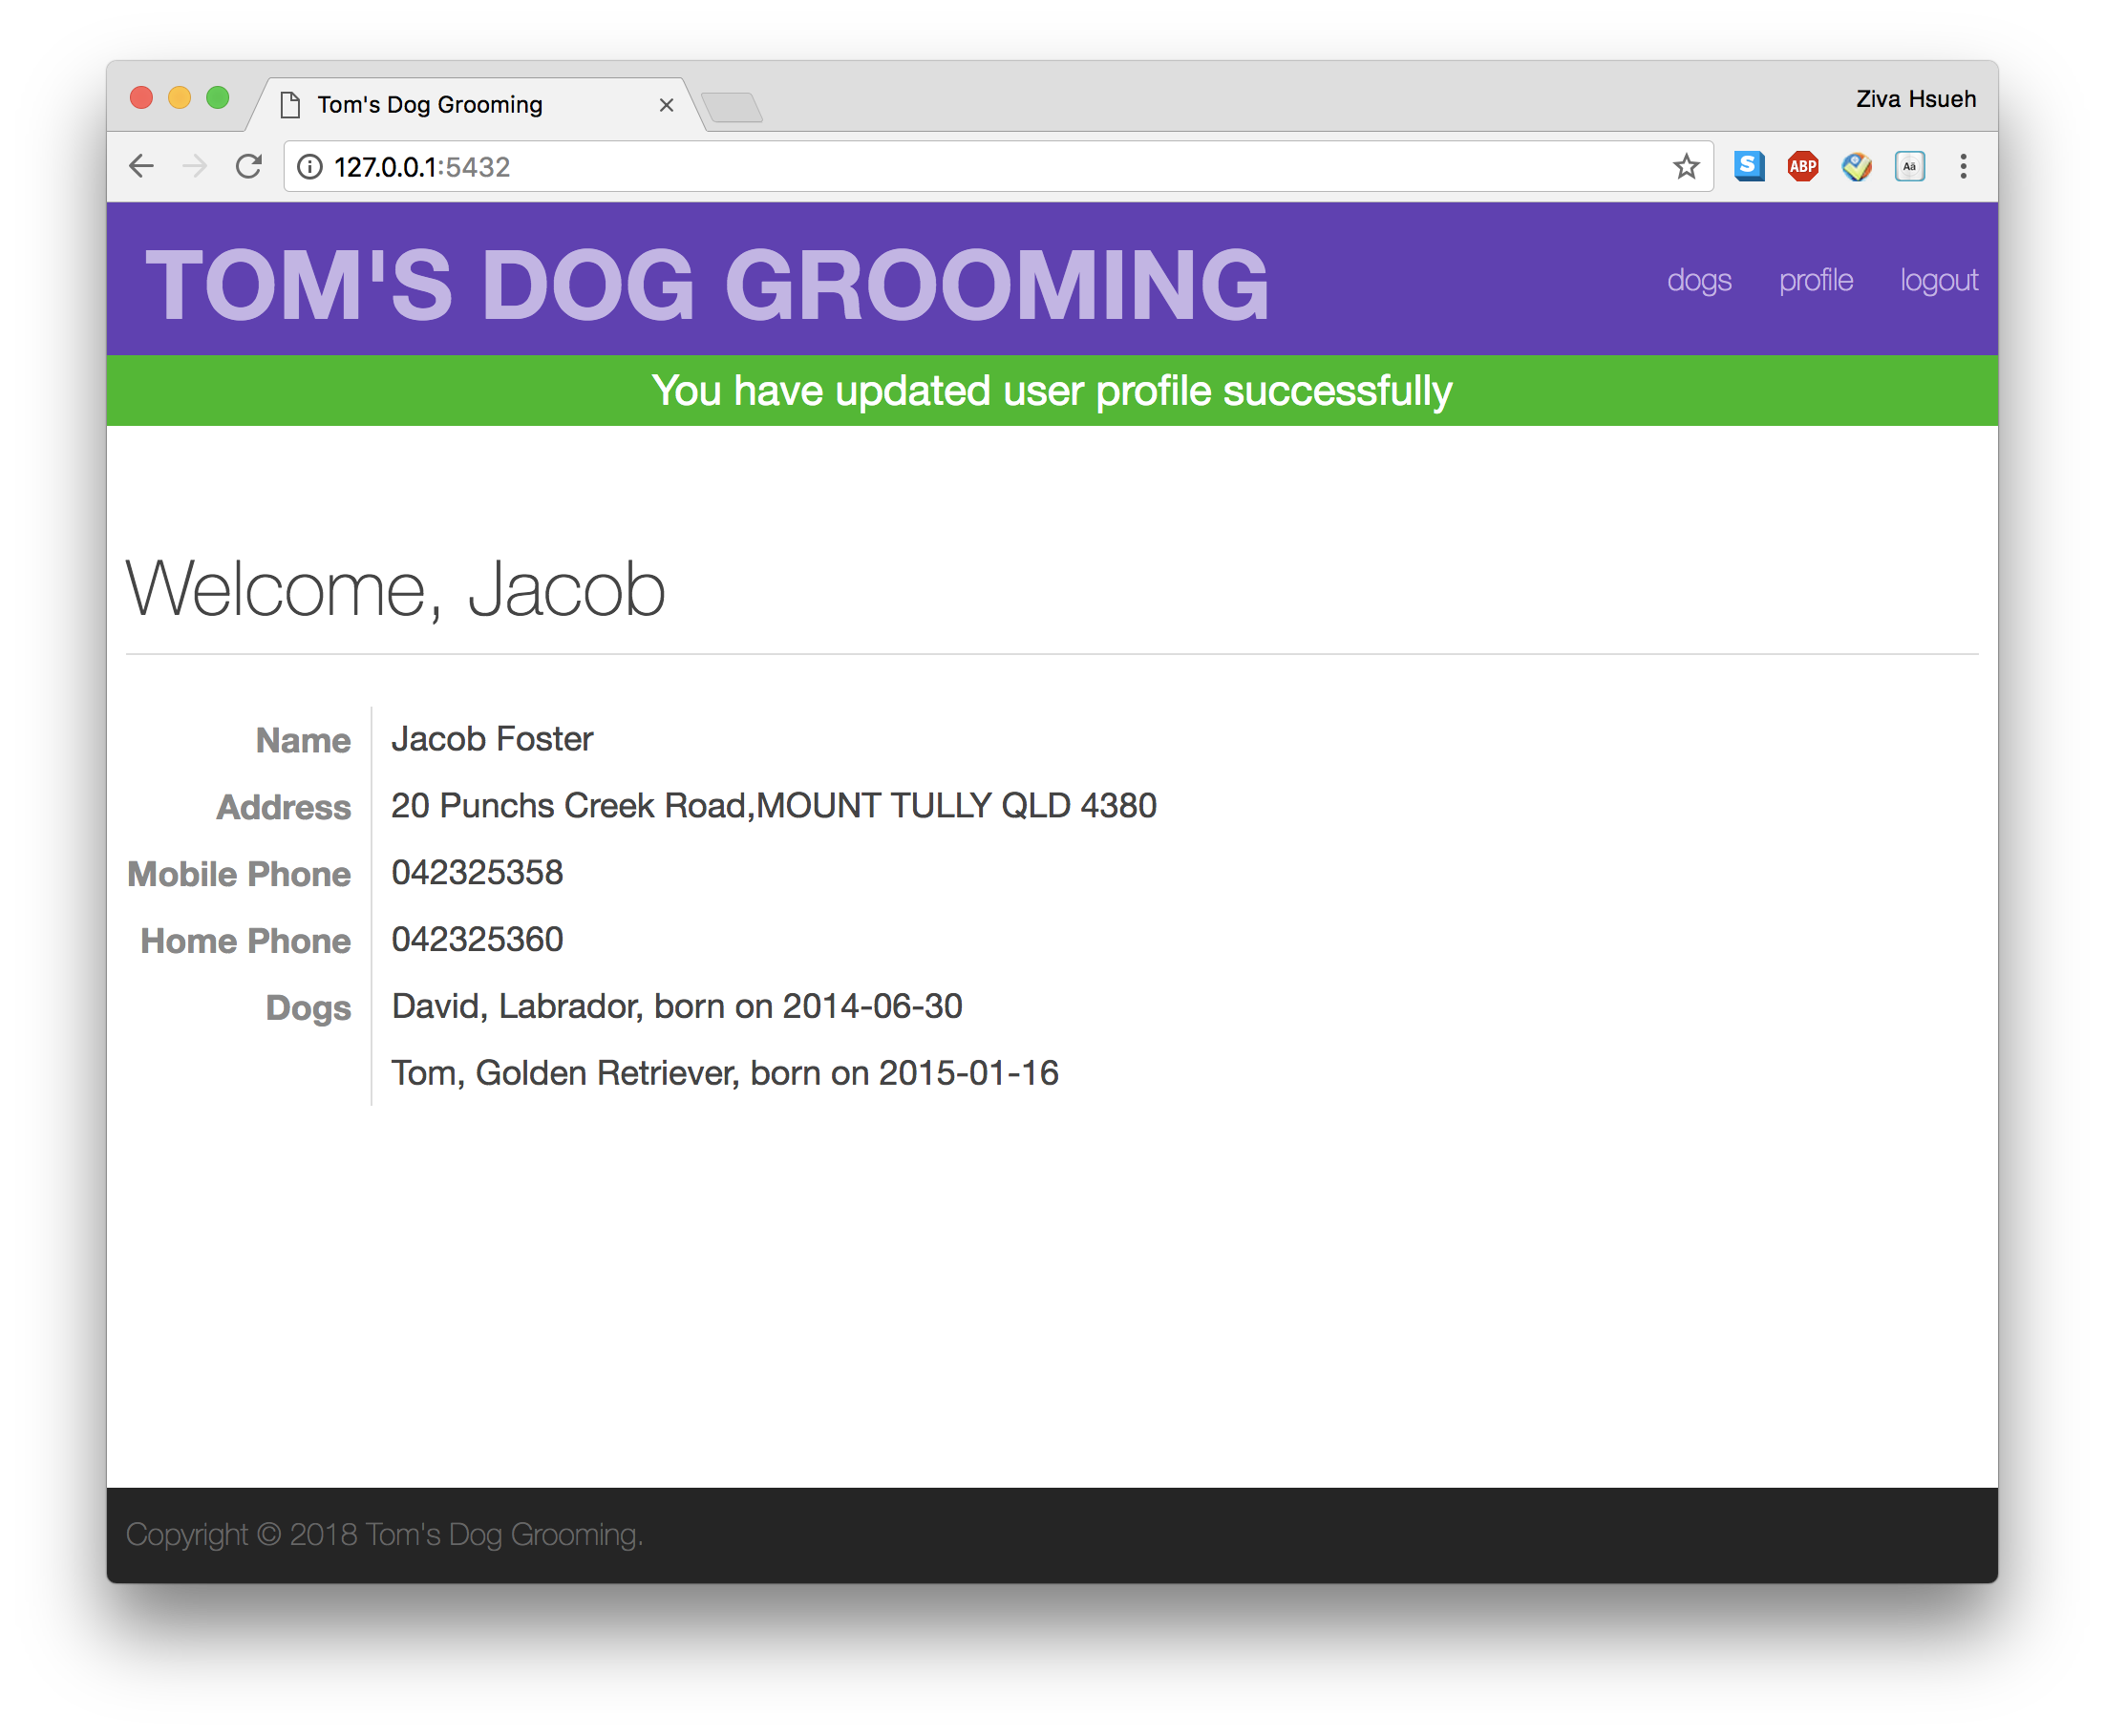 Tom's Dog Grooming
Ziva Hsueh
127.0.0.1:5432
S
ABP
Aä
TOM'S DOG GROOMING
dogs profile logout
You have updated user profile successfully
Welcome, Jacob
Name Jacob Foster
Address 20 Punchs Creek Road,MOUNT TULLY QLD 4380
Mobile Phone 042325358
Home Phone 042325360
Dogs David, Labrador, born on 2014-06-30
Tom, Golden Retriever, born on 2015-01-16
Copyright © 2018 Tom's Dog Grooming.